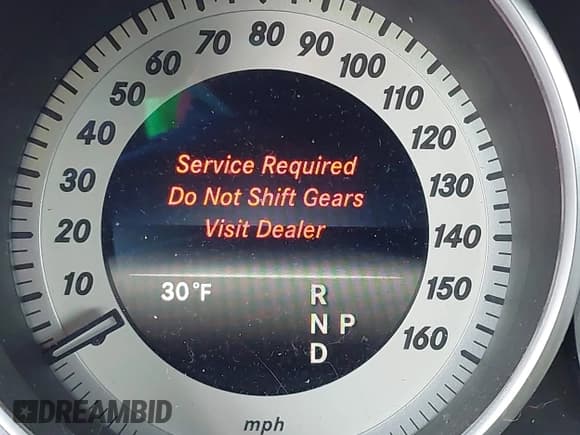 80
70 90
60 100
50 110
40 120
30 130
20 140
10 150
160
Service Required
Do Not Shift Gears
Visit Dealer
30°F
R
N P
D
mph
DREAMBID